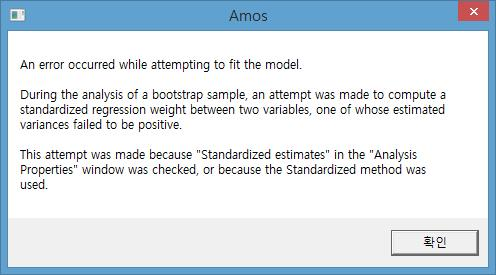 Amos
An error occurred while attempting to fit the model.
During the analysis of a bootstrap sample, an attempt was made to compute a
standardized regression weight between two variables, one of whose estimated
variances failed to be positive.
This attempt was made because "Standardized estimates" in the "Analysis
Properties" window was checked, or because the Standardized method was
used.
확인